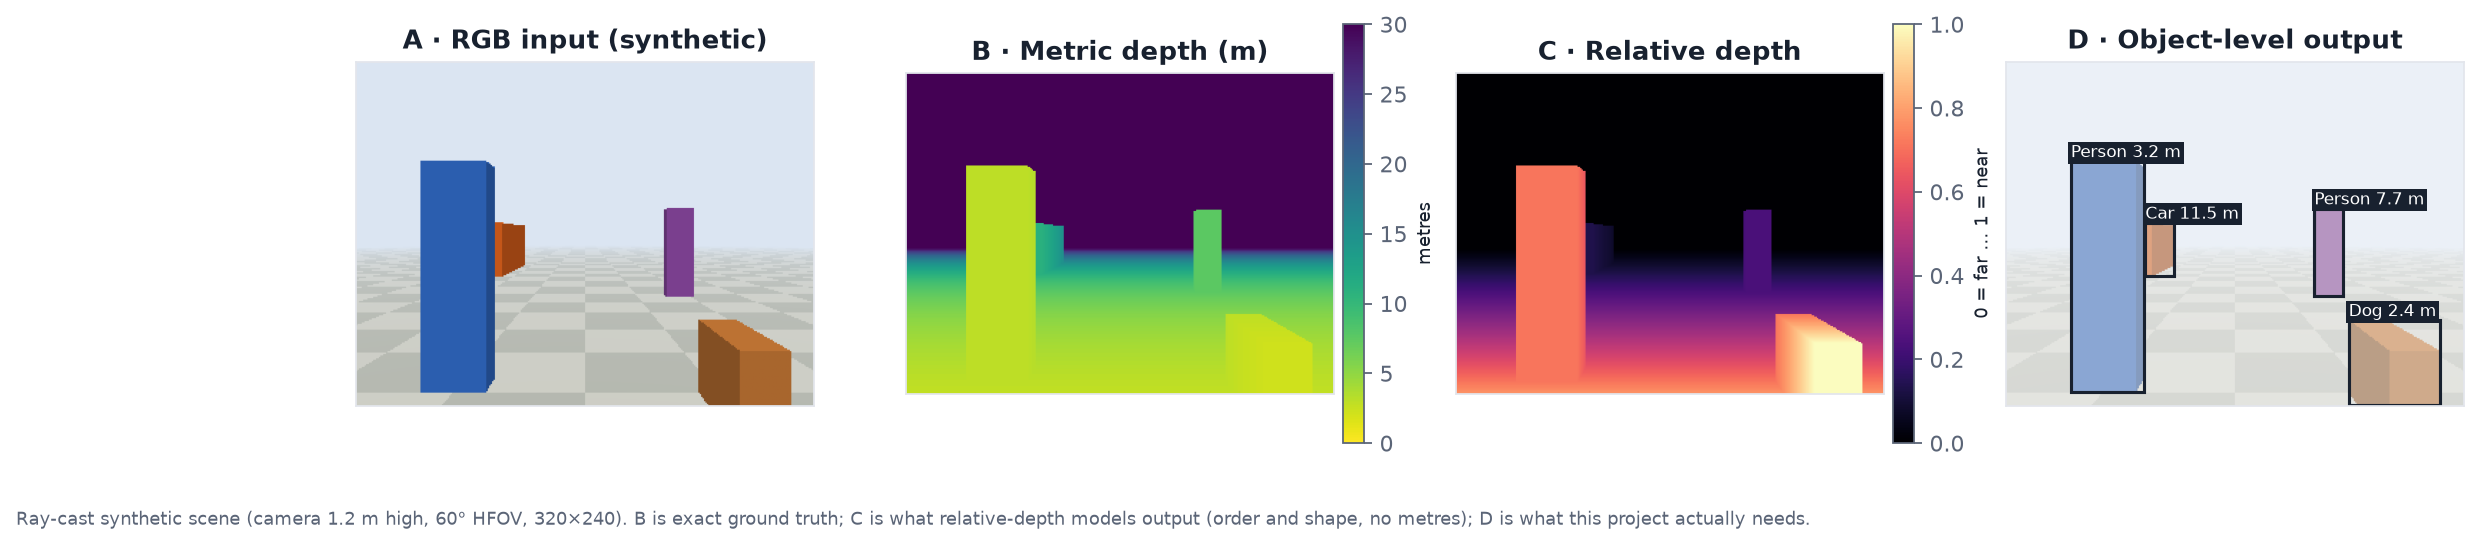 A · RGB input (synthetic)
B · Metric depth (m)
30
25
20
15
10
5
0
metres
C · Relative depth
1.0
0.8
0.6
0.4
0.2
0.0
0 = far ... 1 = near
D · Object-level output
Person 3.2 m
Person 7.7 m
Car 11.5 m
Dog 2.4 m
Ray-cast synthetic scene (camera 1.2 m high, 60° HFOV, 320×240). B is exact ground truth; C is what relative-depth models output (order and shape, no metres); D is what this project actually needs.